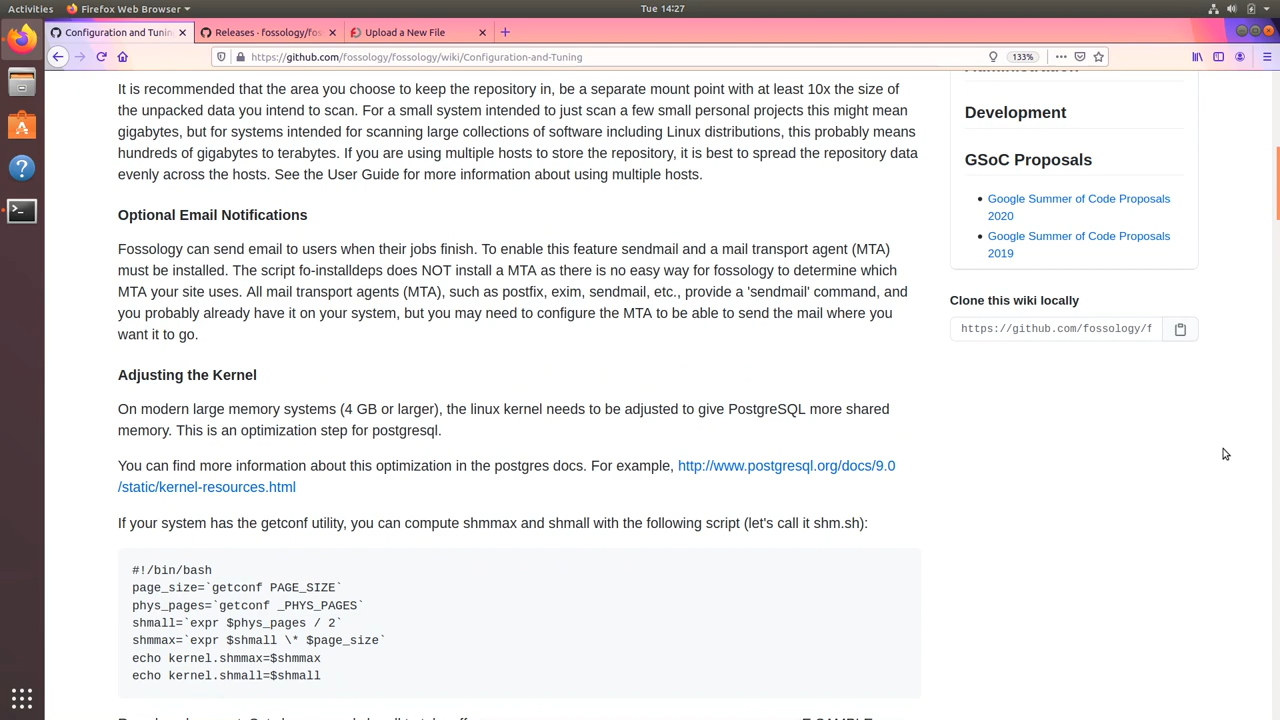 Activities
Firefox Web Browser
Tue 14:27
Configuration and Tuning
Releases · fossology/fos
Upload a New File
https://github.com/fossology/fossology/wiki/Configuration-and-Tuning
133%
It is recommended that the area you choose to keep the repository in, be a separate mount point with at least 10x the size of
the unpacked data you intend to scan. For a small system intended to just scan a few small personal projects this might mean
gigabytes, but for systems intended for scanning large collections of software including Linux distributions, this probably means
hundreds of gigabytes to terabytes. If you are using multiple hosts to store the repository, it is best to spread the repository data
evenly across the hosts. See the User Guide for more information about using multiple hosts.
Optional Email Notifications
Fossology can send email to users when their jobs finish. To enable this feature sendmail and a mail transport agent (MTA)
must be installed. The script fo-installdeps does NOT install a MTA as there is no easy way for fossology to determine which
MTA your site uses. All mail transport agents (MTA), such as postfix, exim, sendmail, etc., provide a 'sendmail' command, and
you probably already have it on your system, but you may need to configure the MTA to be able to send the mail where you
want it to go.
Adjusting the Kernel
On modern large memory systems (4 GB or larger), the linux kernel needs to be adjusted to give PostgreSQL more shared
memory. This is an optimization step for postgresql.
You can find more information about this optimization in the postgres docs. For example, http://www.postgresql.org/docs/9.0
/static/kernel-resources.html
If your system has the getconf utility, you can compute shmmax and shmall with the following script (let's call it shm.sh):
#!/bin/bash
page_size=`getconf PAGE_SIZE`
phys_pages=`getconf _PHYS_PAGES`
shmall=`expr $phys_pages / 2`
shmmax=`expr $shmall \* $page_size`
echo kernel.shmmax=$shmmax
echo kernel.shmall=$shmall
Development
GSoC Proposals
Google Summer of Code Proposals
2020
Google Summer of Code Proposals
2019
Clone this wiki locally
https://github.com/fossology/f